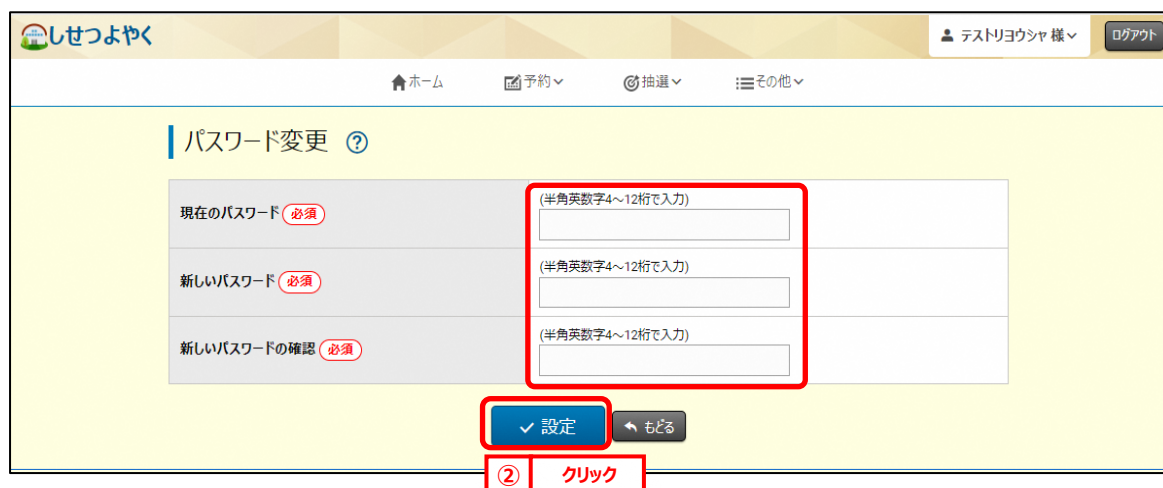 しせつよやく
テストリヨウシャ 様
ログアウト
ホーム 予約 抽選 その他
パスワード変更 ?
現在のパスワード 必須
(半角英数字4~12桁で入力)
新しいパスワード 必須
(半角英数字4~12桁で入力)
新しいパスワードの確認 必須
(半角英数字4~12桁で入力)
設定 もどる
② クリック